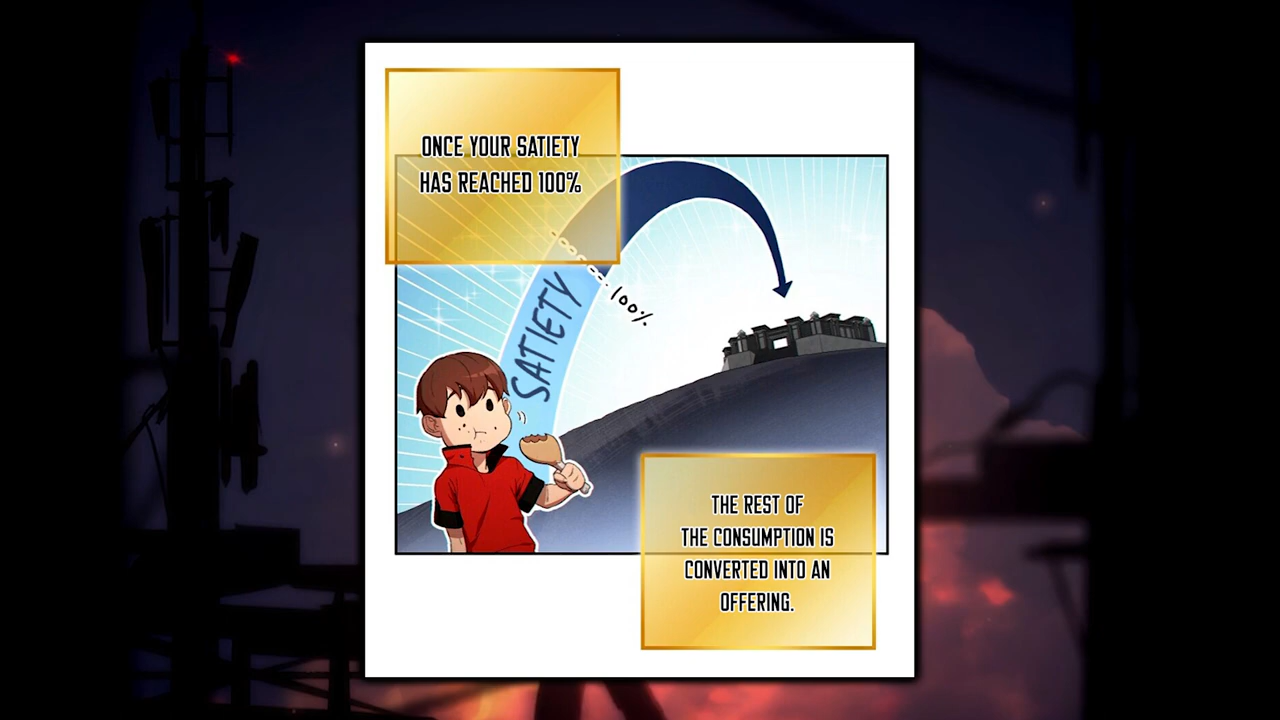 ONCE YOUR SATIETY
HAS REACHED 100%
SATIETY
100%
THE REST OF
THE CONSUMPTION IS
CONVERTED INTO AN
OFFERING.